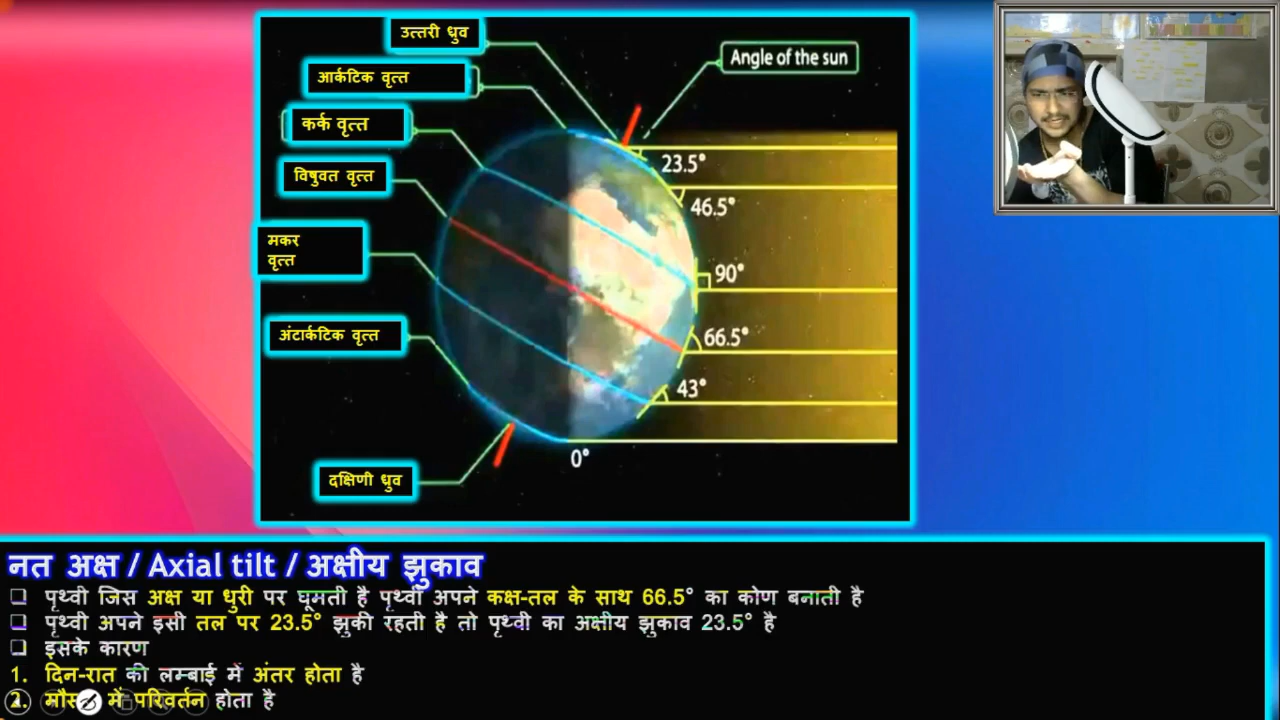 उत्तरी ध्रुव
Angle of the sun
आर्कटिक वृत्त
कर्क वृत्त
विषुवत वृत्त
मकर
वृत्त
अंटार्कटिक वृत्त
दक्षिणी ध्रुव
23.5°
46.5°
90°
66.5°
43°
0°
नत अक्ष / Axial tilt / अक्षीय झुकाव
❑ पृथ्वी जिस अक्ष या धुरी पर घूमती है पृथ्वी अपने कक्ष-तल के साथ 66.5° का कोण बनाती है
❑ पृथ्वी अपने इसी तल पर 23.5° झुकी रहती है तो पृथ्वी का अक्षीय झुकाव 23.5° है
❑ इसके कारण
1. दिन-रात की लम्बाई में अंतर होता है
2. में परिवर्तन होता है